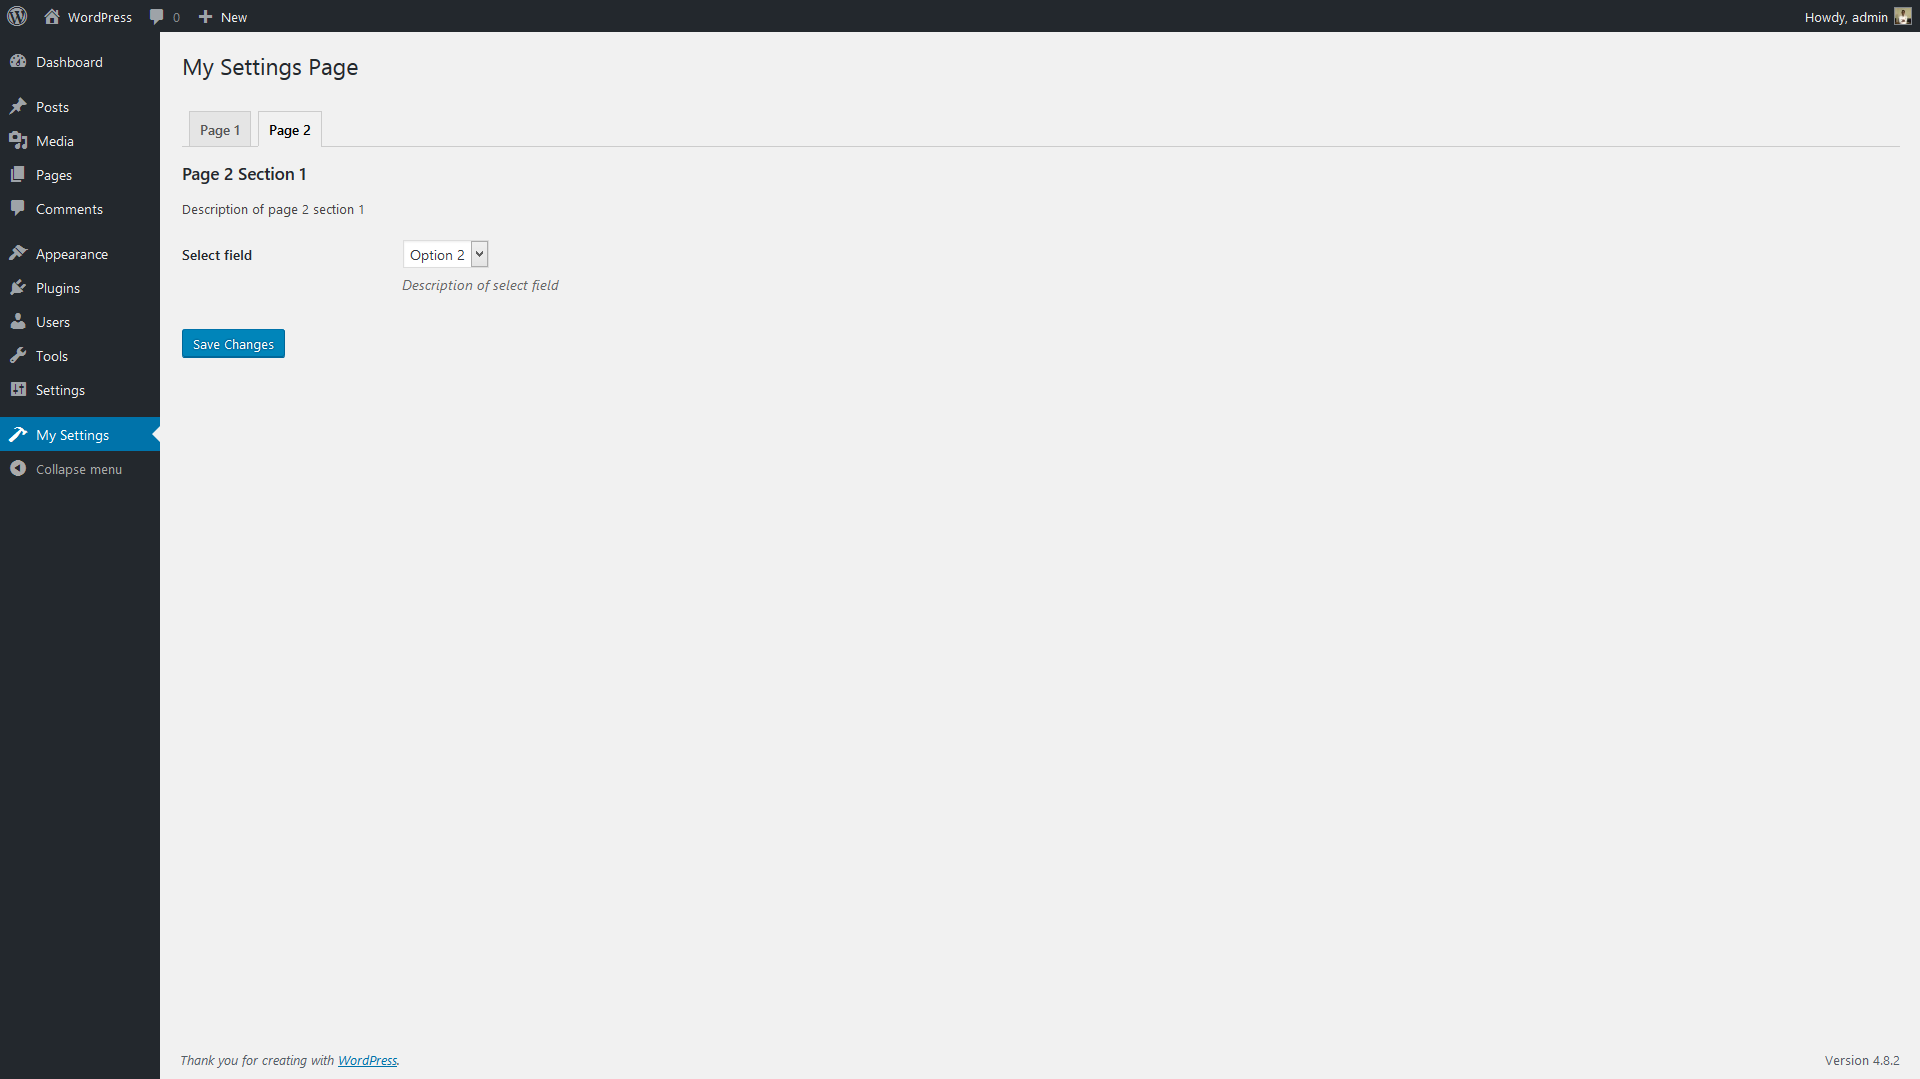 WordPress 0 New Howdy, admin
Dashboard
Posts
Media
Pages
Comments
Appearance
Plugins
Users
Tools
Settings
My Settings
Collapse menu
My Settings Page
Page 1 Page 2
Page 2 Section 1
Description of page 2 section 1
Select field Option 2
Description of select field
Save Changes
Thank you for creating with WordPress. Version 4.8.2